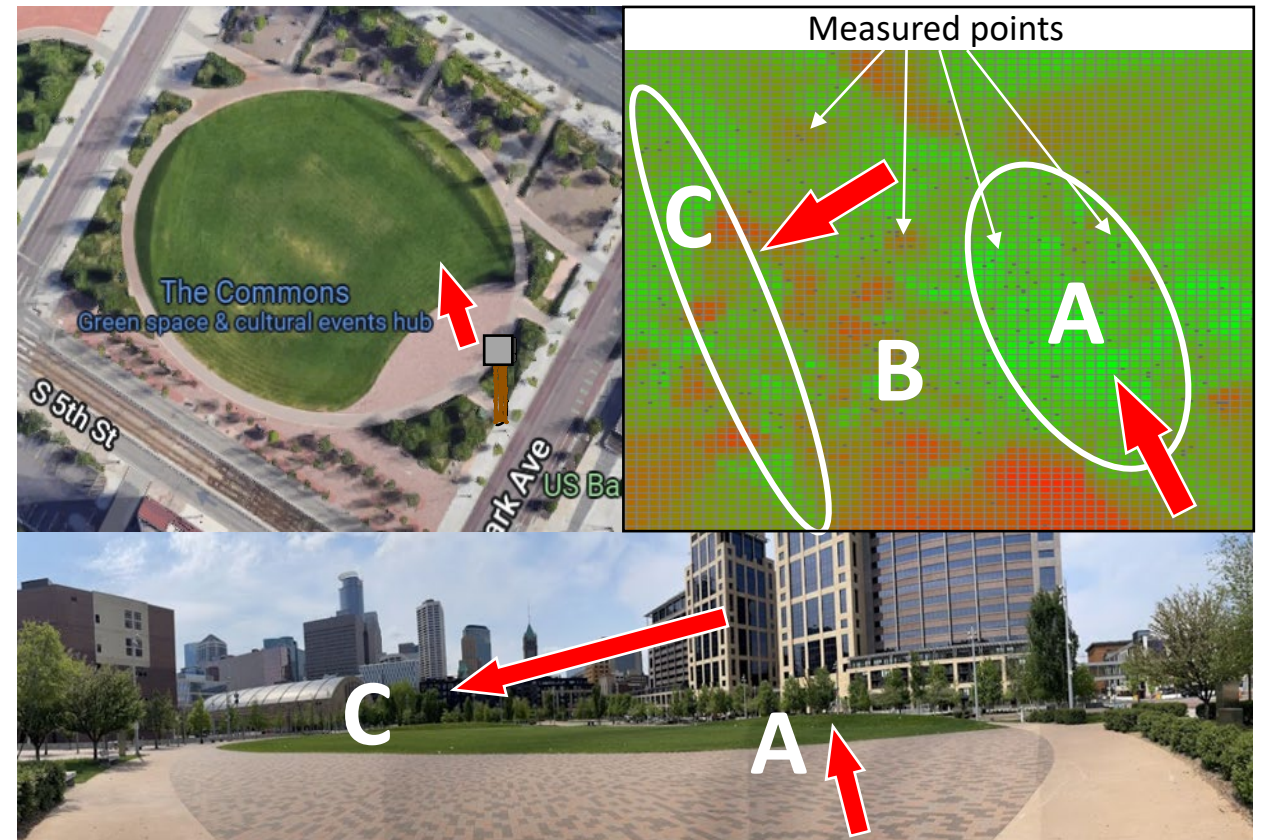 Measured points
C
A
B
The Commons
Green space & cultural events hub
S 5th St
ark Ave
US Ba
C
A